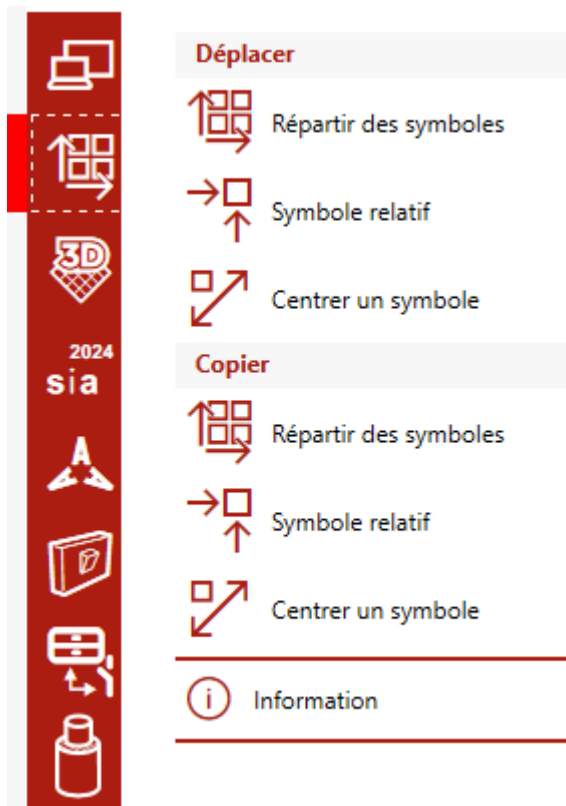 Déplacer
Répartir des symboles
Symbole relatif
Centrer un symbole
Copier
Répartir des symboles
Symbole relatif
Centrer un symbole
i Information
3D
2024
sia
A
A A